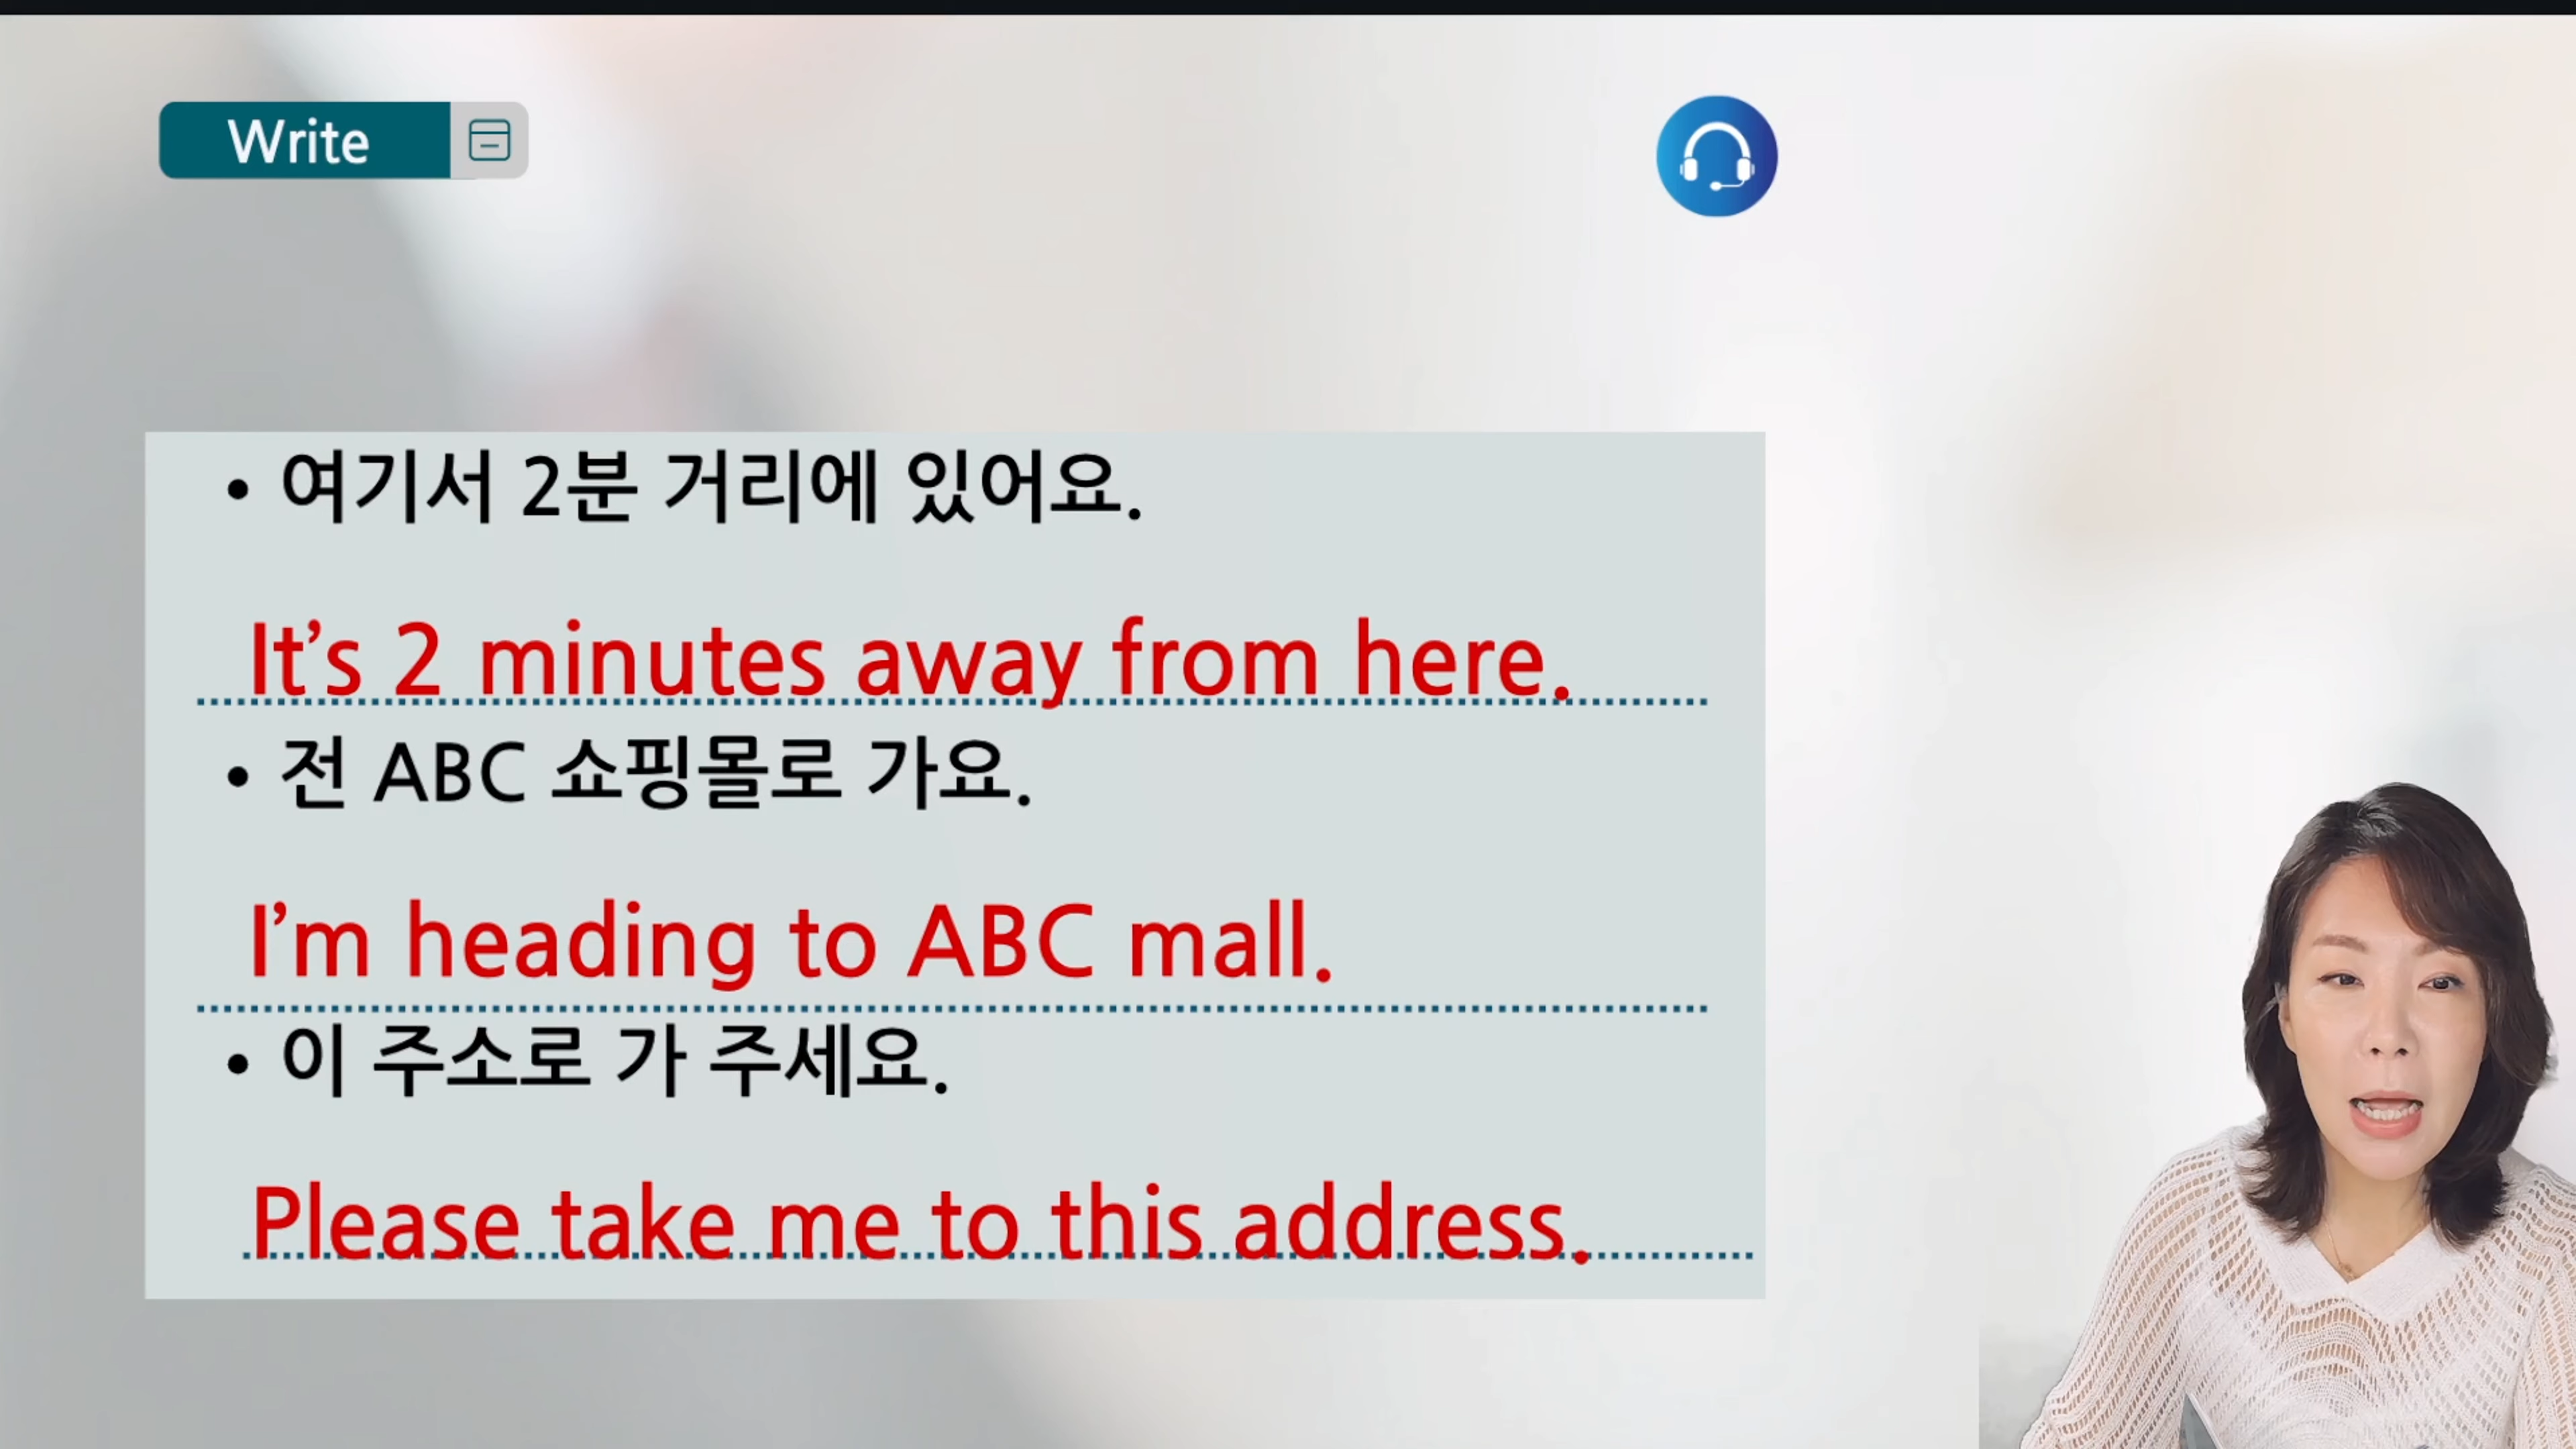 Write
• 여기서 2분 거리에 있어요.
It’s 2 minutes away from here.
• 전 ABC 쇼핑몰로 가요.
I’m heading to ABC mall.
• 이 주소로 가 주세요.
Please take me to this address.